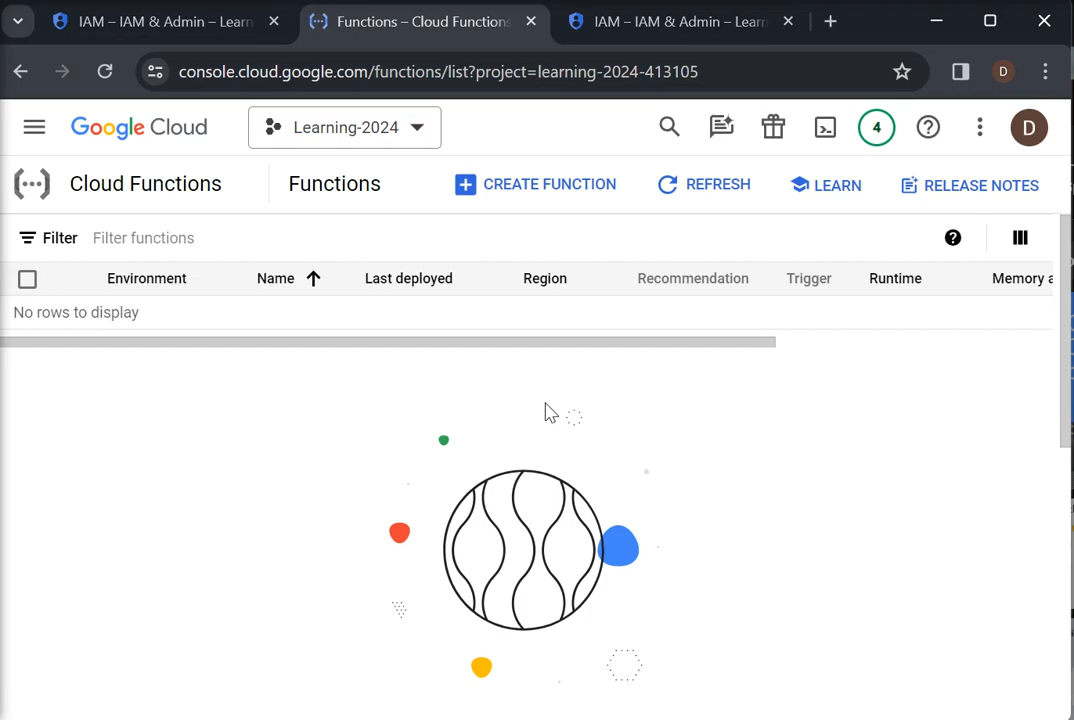 IAM – IAM & Admin – Learn
Functions – Cloud Functions
IAM – IAM & Admin – Learn
console.cloud.google.com/functions/list?project=learning-2024-413105
D
Google Cloud
Learning-2024
4
D
Cloud Functions
Functions
CREATE FUNCTION
REFRESH
LEARN
RELEASE NOTES
Filter Filter functions
Environment Name Last deployed Region Recommendation Trigger Runtime Memory a
No rows to display